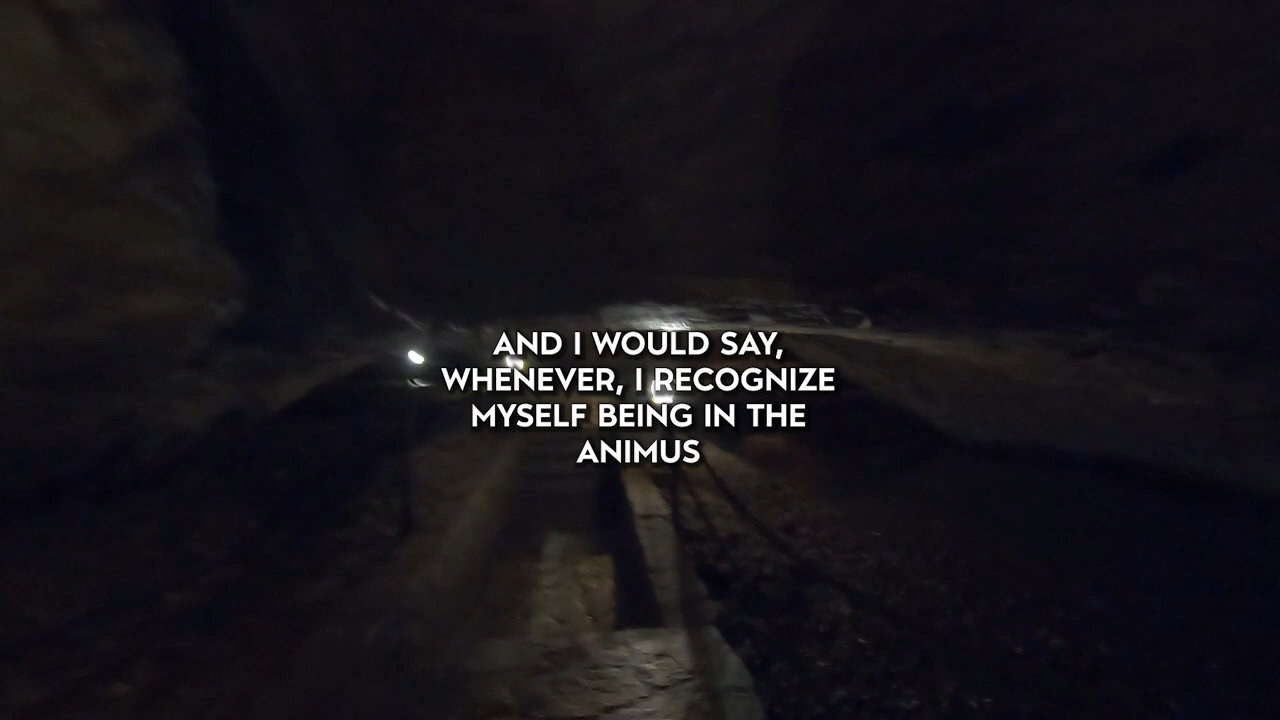 AND I WOULD SAY,
WHENEVER, I RECOGNIZE
MYSELF BEING IN THE
ANIMUS